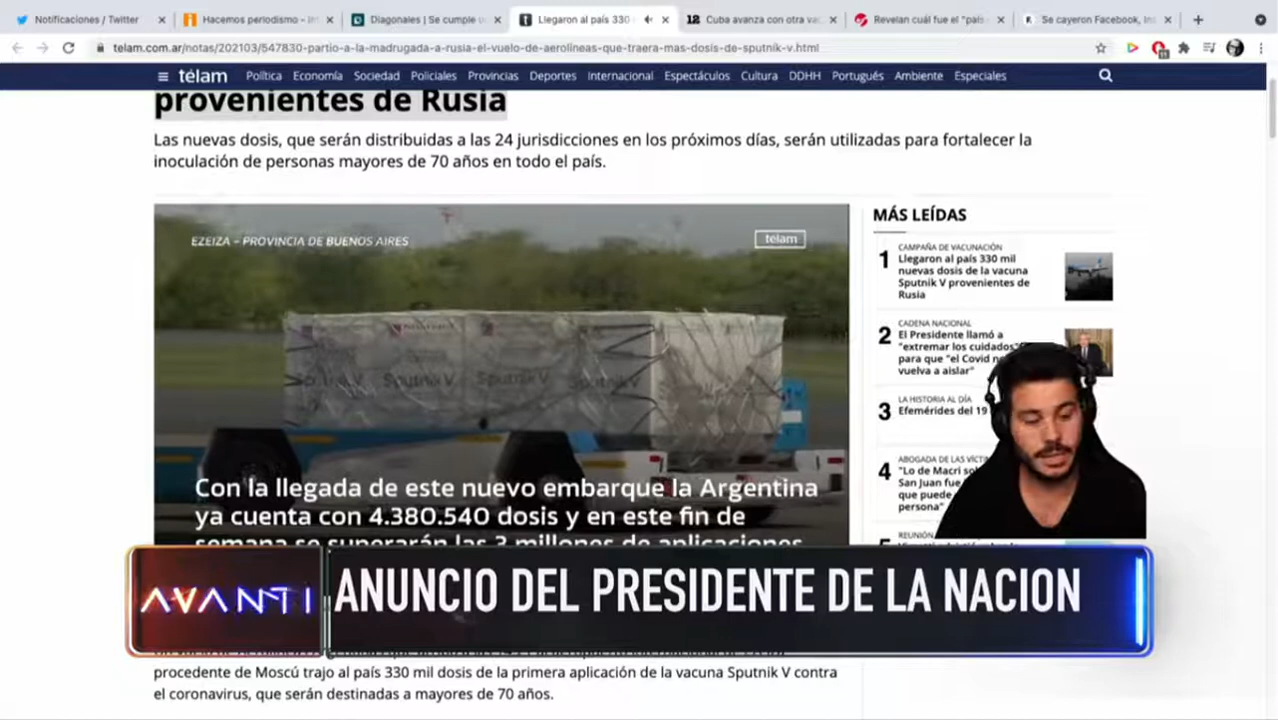 Notificaciones / Twitter
Hacemos periodismo -
Diagonales | Se cumple
Llegaron al país 330
Cuba avanza con otra
Revelan cuál fue el "país
Se cayeron Facebook,
telam.com.ar/notas/202103/547830-partio-a-la-madrugada-a-rusia-el-vuelo-de-aerolineas-que-traera-mas-dosis-de-sputnik-v.html
télam Política Economía Sociedad Policiales Provincias Deportes Internacional Espectáculos Cultura DDHH Português Ambiente Especiales
provenientes de Rusia
Las nuevas dosis, que serán distribuidas a las 24 jurisdicciones en los próximos días, serán utilizadas para fortalecer la
inoculación de personas mayores de 70 años en todo el país.
EZEIZA – PROVINCIA DE BUENOS AIRES
télam
Sputnik V Sputnik V Sputnik V
Con la llegada de este nuevo embarque la Argentina
ya cuenta con 4.380.540 dosis y en este fin de
semana se superarán las 3 millones de aplicaciones
MÁS LEÍDAS
1
CAMPAÑA DE VACUNACIÓN
Llegaron al país 330 mil
nuevas dosis de la vacuna
Sputnik V provenientes de
Rusia
2
CADENA NACIONAL
El Presidente llamó a
"extremar los cuidados"
para que "el Covid
vuelva a aislar"
3
LA HISTORIA AL DÍA
Efemérides del 19
4
ABOGADA DE LAS
"Lo de Macri
San Juan fue
que puede
persona"
5
REUNIÓN
AVANTI
ANUNCIO DEL PRESIDENTE DE LA NACION
procedente de Moscú trajo al país 330 mil dosis de la primera aplicación de la vacuna Sputnik V contra
el coronavirus, que serán destinadas a mayores de 70 años.